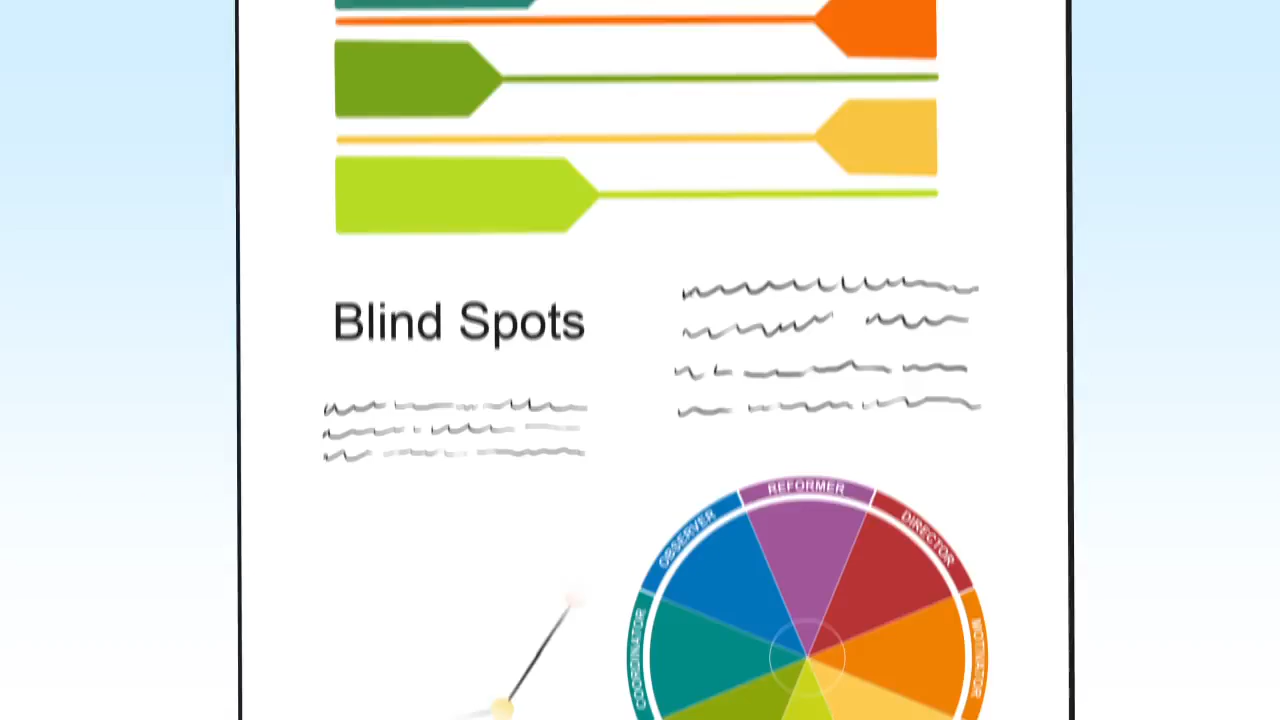 Blind Spots
REFORMER
OBSERVER
DIRECTOR
COORDINATOR
MOTIVATOR